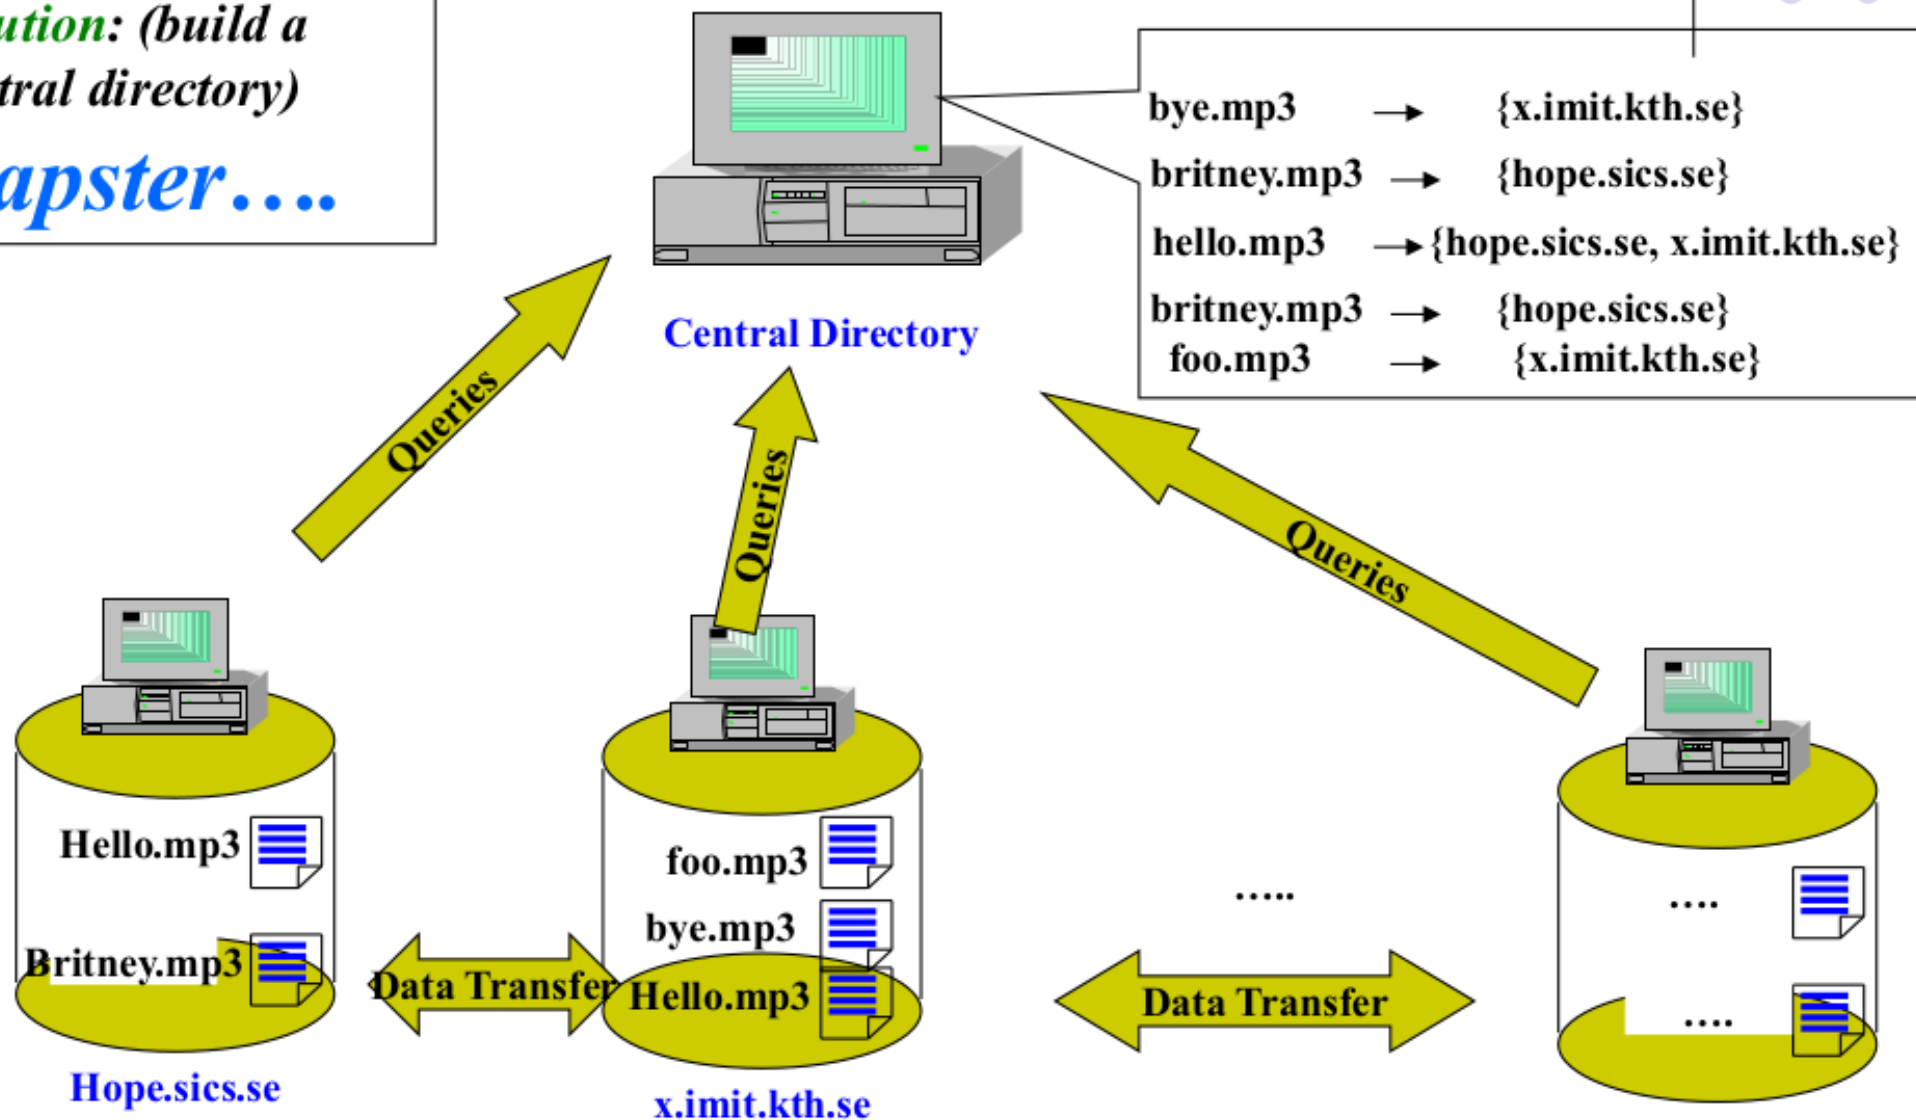 ution: (build a
tral directory)
apster….
bye.mp3 → {x.imit.kth.se}
britney.mp3 → {hope.sics.se}
hello.mp3 → {hope.sics.se, x.imit.kth.se}
britney.mp3 → {hope.sics.se}
foo.mp3 → {x.imit.kth.se}
Central Directory
Queries
Queries
Queries
Hello.mp3
Britney.mp3
Hope.sics.se
Data Transfer
foo.mp3
bye.mp3
Hello.mp3
x.imit.kth.se
…..
Data Transfer
….
….